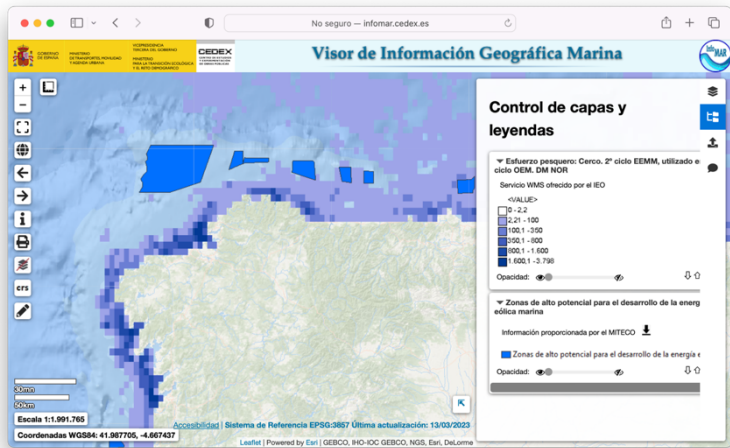 No seguro — infomar.cedex.es
GOBIERNO DE ESPAÑA
MINISTERIO DE TRANSPORTES, MOVILIDAD Y AGENDA URBANA
VICEPRESIDENCIA TERCERA DEL GOBIERNO
MINISTERIO PARA LA TRANSICIÓN ECOLÓGICA Y EL RETO DEMOGRÁFICO
CEDEX
Visor de Información Geográfica Marina
InfoMAR
Control de capas y
leyendas
Esfuerzo pesquero: Cerco. 2º ciclo EEMM, utilizado e
ciclo OEM. DM NOR
Servicio WMS ofrecido por el IEO
<VALUE>
0 - 2,2
2,21 - 100
100,1 - 350
350,1 - 800
800,1 - 1.600
1.600,1 - 3.798
Opacidad:
Zonas de alto potencial para el desarrollo de la energ
eólica marina
Información proporcionada por el MITECO
Zonas de alto potencial para el desarrollo de la energía e
Opacidad:
crs
30mn
50km
Escala 1:1.991.765
Coordenadas WGS84: 41.987705, -4.667437
Accesibilidad | Sistema de Referencia EPSG:3857 Última actualización: 13/03/2023
Leaflet | Powered by Esri | GEBCO, IHO-IOC GEBCO, NGS, Esri, DeLorme